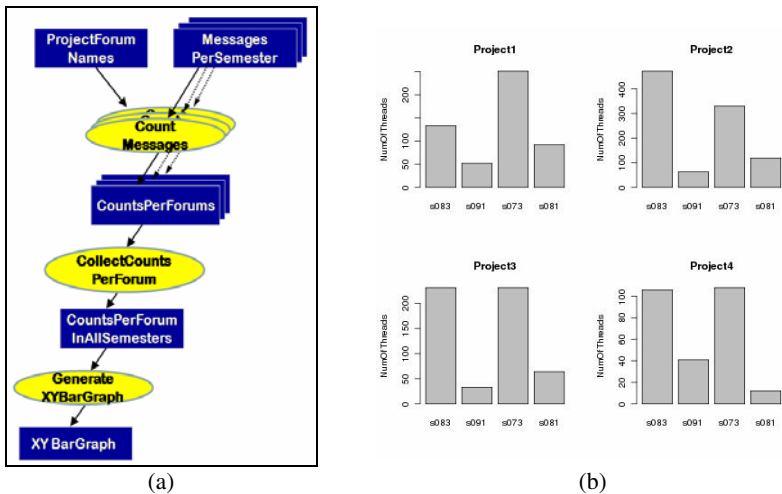 ProjectForum
Names
Messages
PerSemester
Count
Messages
CountsPerForums
CollectCounts
PerForum
CountsPerForum
InAllSemesters
Generate
XYBarGraph
XY BarGraph
(a)
Project1
NumOfThreads
0 50 100 200
s083 s091 s073 s081
Project2
NumOfThreads
0 100 200 300 400
s083 s091 s073 s081
Project3
NumOfThreads
0 50 100 150 200
s083 s091 s073 s081
Project4
NumOfThreads
0 20 40 60 80 100
s083 s091 s073 s081
(b)